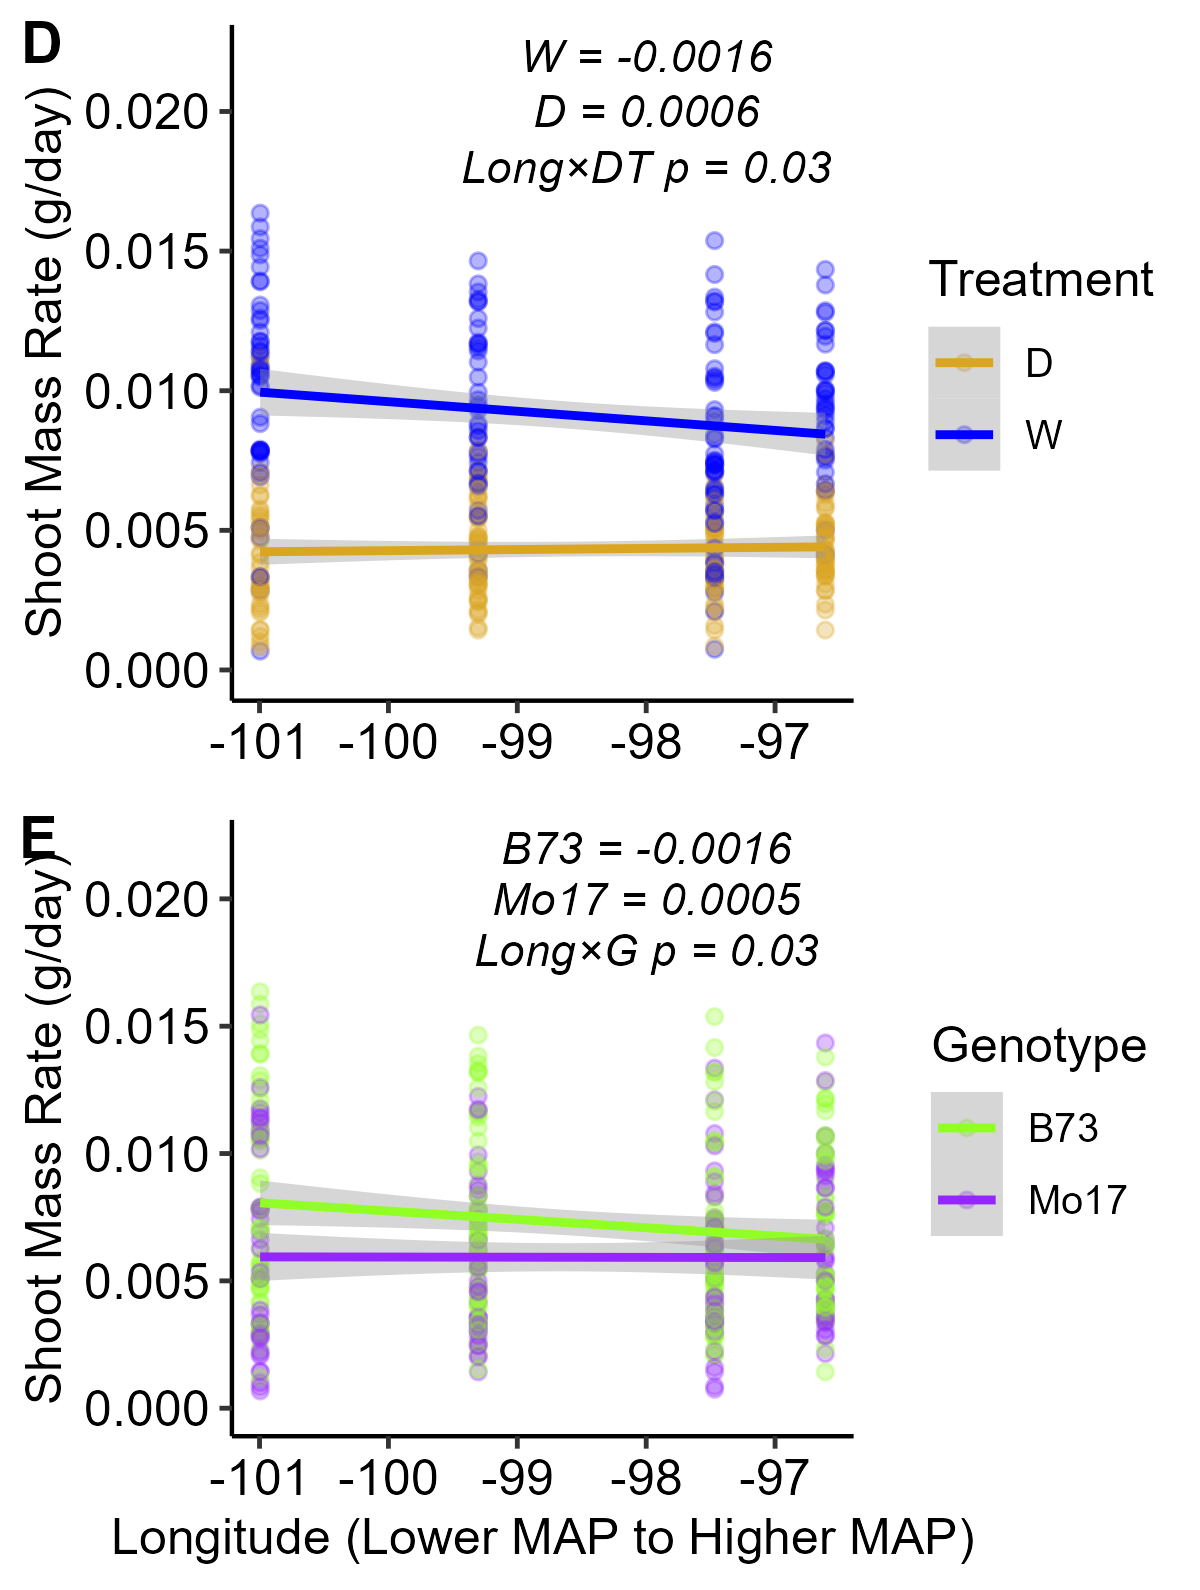 D
W = -0.0016
D = 0.0006
Long×DT p = 0.03
Shoot Mass Rate (g/day)
0.020
0.015
0.010
0.005
0.000
-101 -100 -99 -98 -97
Treatment
D
W
E
B73 = -0.0016
Mo17 = 0.0005
Long×G p = 0.03
Shoot Mass Rate (g/day)
0.020
0.015
0.010
0.005
0.000
-101 -100 -99 -98 -97
Longitude (Lower MAP to Higher MAP)
Genotype
B73
Mo17